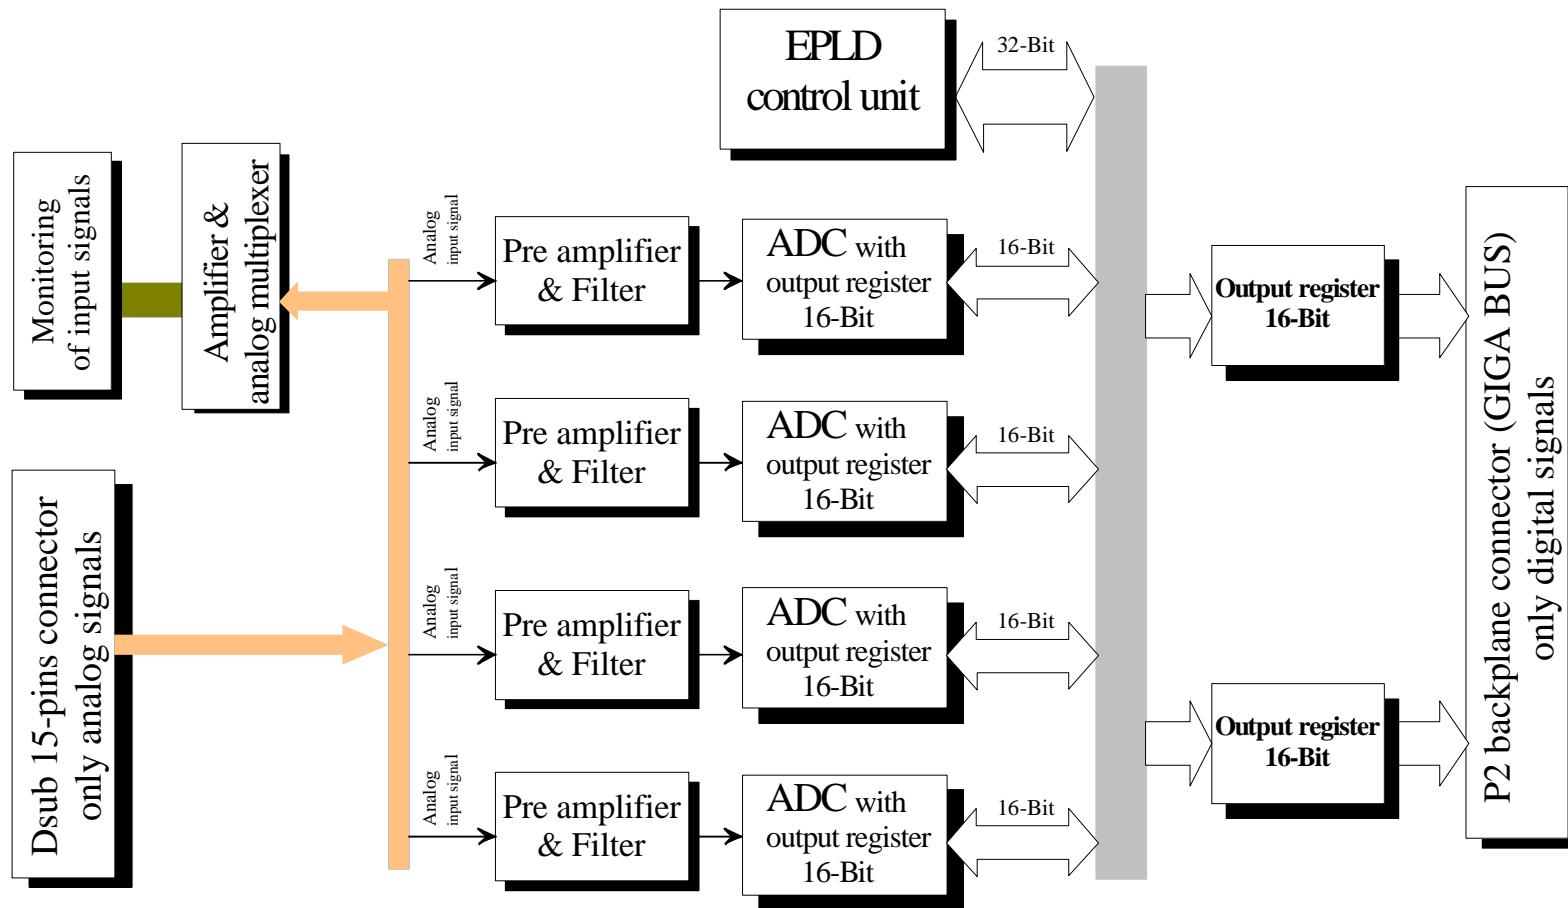 EPLD
control unit
32-Bit
Monitoring
of input signals
Amplifier &
analog multiplexer
Dsub 15-pins connector
only analog signals
Analog
input signal
Pre amplifier
& Filter
ADC with
output register
16-Bit
16-Bit
Analog
input signal
Pre amplifier
& Filter
ADC with
output register
16-Bit
16-Bit
Analog
input signal
Pre amplifier
& Filter
ADC with
output register
16-Bit
16-Bit
Analog
input signal
Pre amplifier
& Filter
ADC with
output register
16-Bit
16-Bit
Output register
16-Bit
Output register
16-Bit
P2 backplane connector (GIGA BUS)
only digital signals